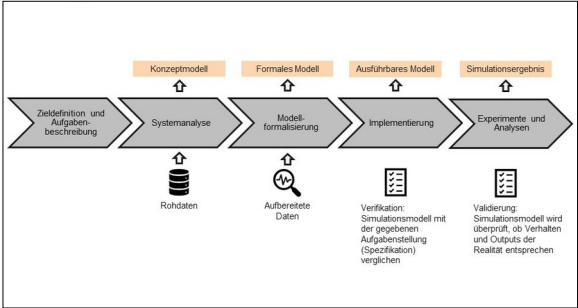 Konzeptmodell
Formales Modell
Ausführbares Modell
Simulationsergebnis
Zieldefinition und
Aufgaben-
beschreibung
Systemanalyse
Modell-
formalisierung
Implementierung
Experimente und
Analysen
Rohdaten
Aufbereitete
Daten
Verifikation:
Simulationsmodell mit
der gegebenen
Aufgabenstellung
(Spezifikation)
verglichen
Validierung:
Simulationsmodell wird
überprüft, ob Verhalten
und Outputs der
Realität entsprechen